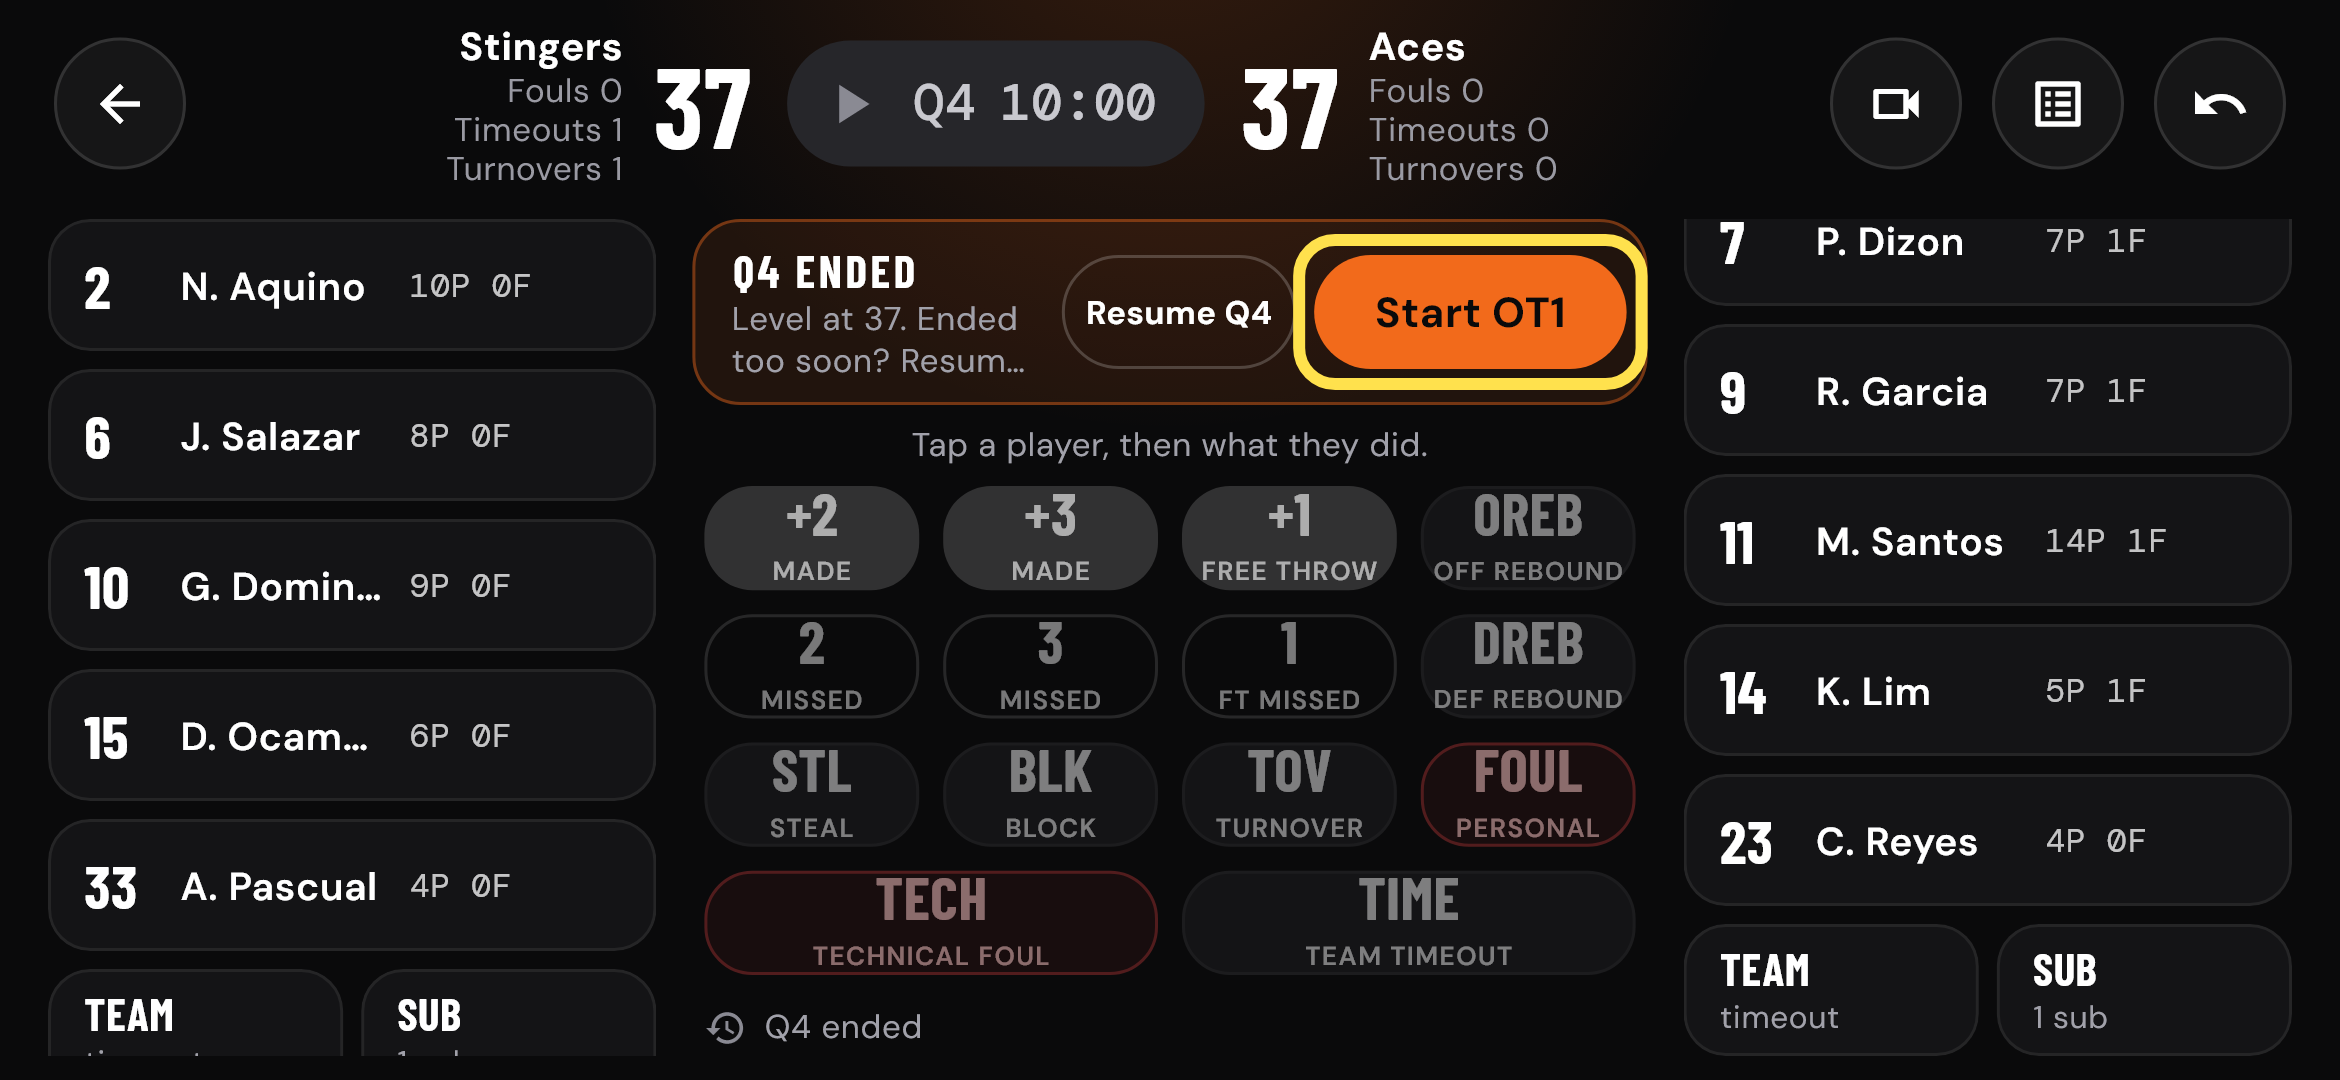 Stingers
Fouls 0
Timeouts 1
Turnovers 1
37
Q4 10:00
37
Aces
Fouls 0
Timeouts 0
Turnovers 0
2 N. Aquino 10P 0F
6 J. Salazar 8P 0F
10 G. Domin... 9P 0F
15 D. Ocam... 6P 0F
33 A. Pascual 4P 0F
TEAM
SUB
Q4 ENDED
Level at 37. Ended
too soon? Resum...
Resume Q4
Start OT1
Tap a player, then what they did.
+2
MADE
+3
MADE
+1
FREE THROW
OREB
OFF REBOUND
2
MISSED
3
MISSED
1
FT MISSED
DREB
DEF REBOUND
STL
STEAL
BLK
BLOCK
TOV
TURNOVER
FOUL
PERSONAL
TECH
TECHNICAL FOUL
TIME
TEAM TIMEOUT
Q4 ended
7 P. Dizon 7P 1F
9 R. Garcia 7P 1F
11 M. Santos 14P 1F
14 K. Lim 5P 1F
23 C. Reyes 4P 0F
TEAM
timeout
SUB
1 sub